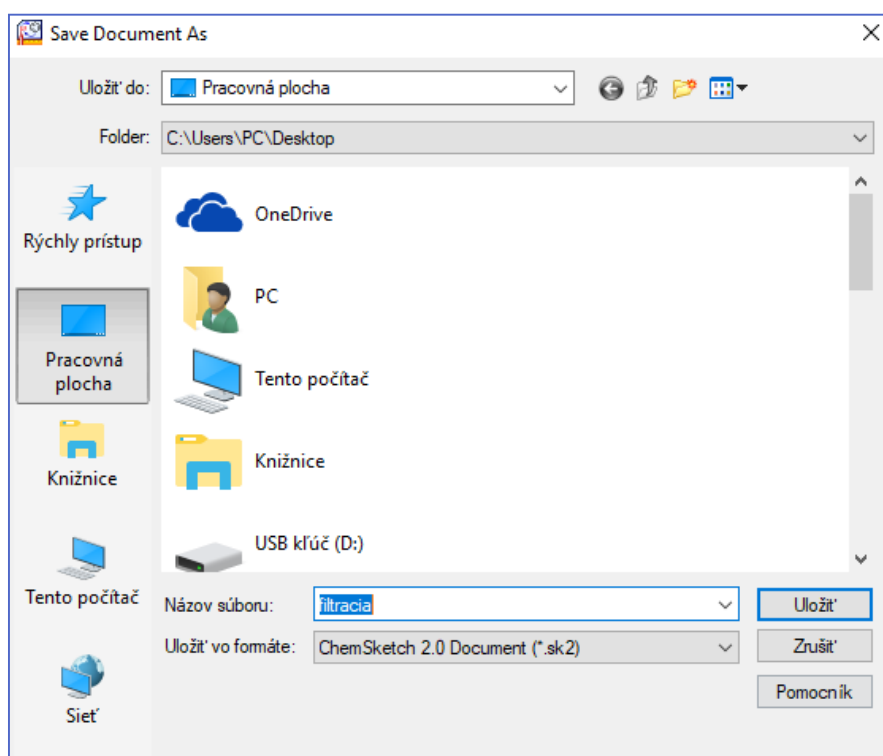 Save Document As
Uložiť do:
Pracovná plocha
Folder:
C:\Users\PC\Desktop
Rýchly prístup
Pracovná
plocha
Knižnice
Tento počítač
Sieť
OneDrive
PC
Tento počítač
Knižnice
USB kľúč (D:)
Názov súboru:
filtracia
Uložiť
Uložiť vo formáte:
ChemSketch 2.0 Document (*.sk2)
Zrušiť
Pomocník